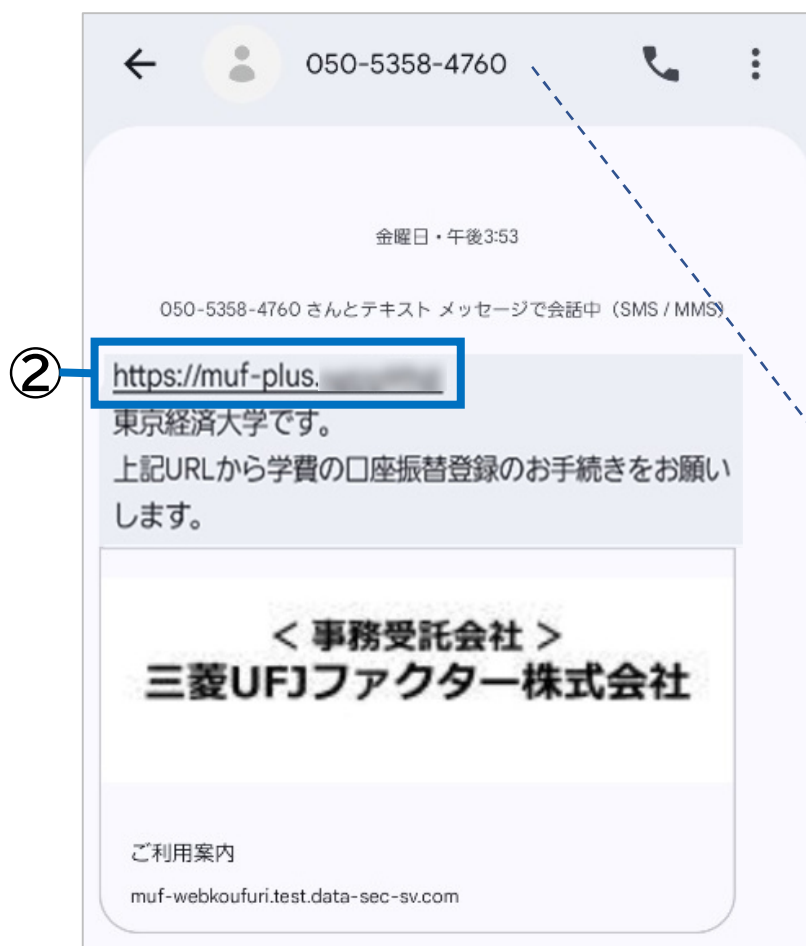 050-5358-4760
金曜日・午後3:53
050-5358-4760 さんとテキスト メッセージで会話中（SMS / MMS）
②
https://muf-plus.
東京経済大学です。
上記URLから学費の口座振替登録のお手続きをお願い
します。
＜ 事務受託会社 ＞
三菱UFJファクター株式会社
ご利用案内
muf-webkoufuri.test.data-sec-sv.com